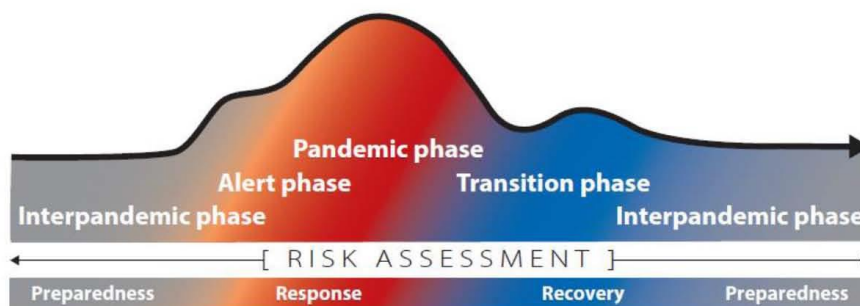 Pandemic phase
Alert phase
Transition phase
Interpandemic phase
Interpandemic phase
[ RISK ASSESSMENT ]
Preparedness
Response
Recovery
Preparedness